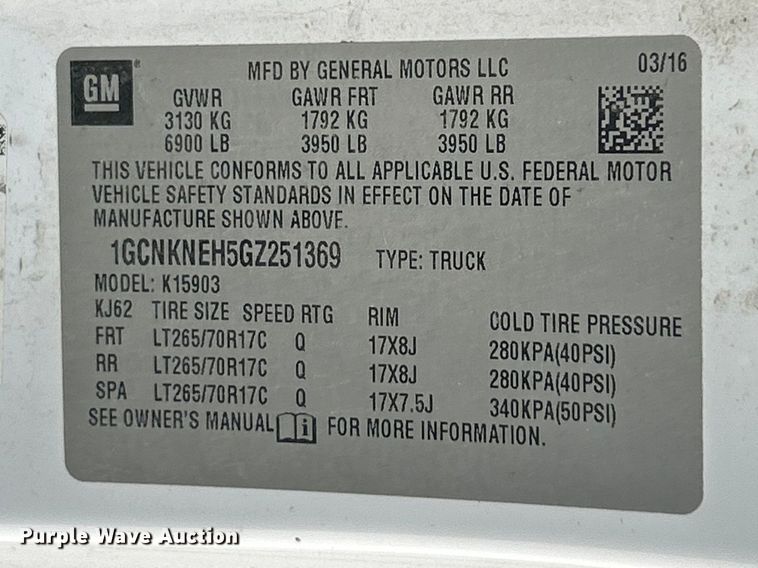 GM
MFD BY GENERAL MOTORS LLC 03/16
GVWR GAWR FRT GAWR RR
3130 KG 1792 KG 1792 KG
6900 LB 3950 LB 3950 LB
THIS VEHICLE CONFORMS TO ALL APPLICABLE U.S. FEDERAL MOTOR
VEHICLE SAFETY STANDARDS IN EFFECT ON THE DATE OF
MANUFACTURE SHOWN ABOVE.
1GCNKNEH5GZ251369 TYPE: TRUCK
MODEL: K15903
KJ62 TIRE SIZE SPEED RTG RIM COLD TIRE PRESSURE
FRT LT265/70R17C Q 17X8J 280KPA(40PSI)
RR LT265/70R17C Q 17X8J 280KPA(40PSI)
SPA LT265/70R17C Q 17X7.5J 340KPA(50PSI)
SEE OWNER'S MANUAL FOR MORE INFORMATION.
Purple Wave Auction